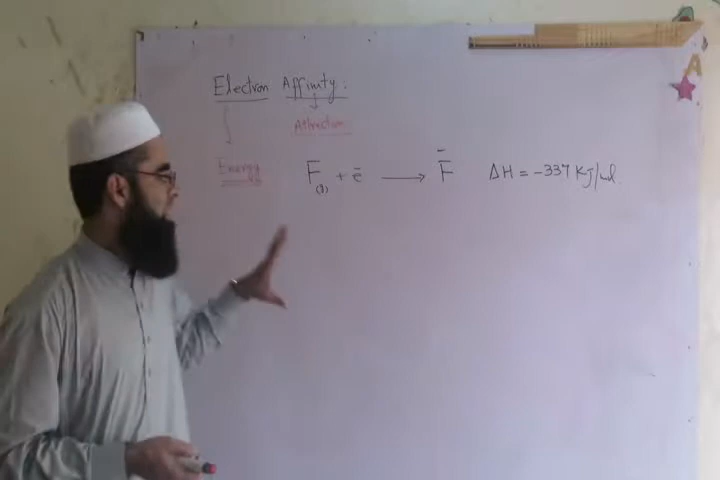 Electron Affinity:
Attraction
Energy
F(g) + e̅ ⟶ F̅ ΔH = -337 KJ/mol
A